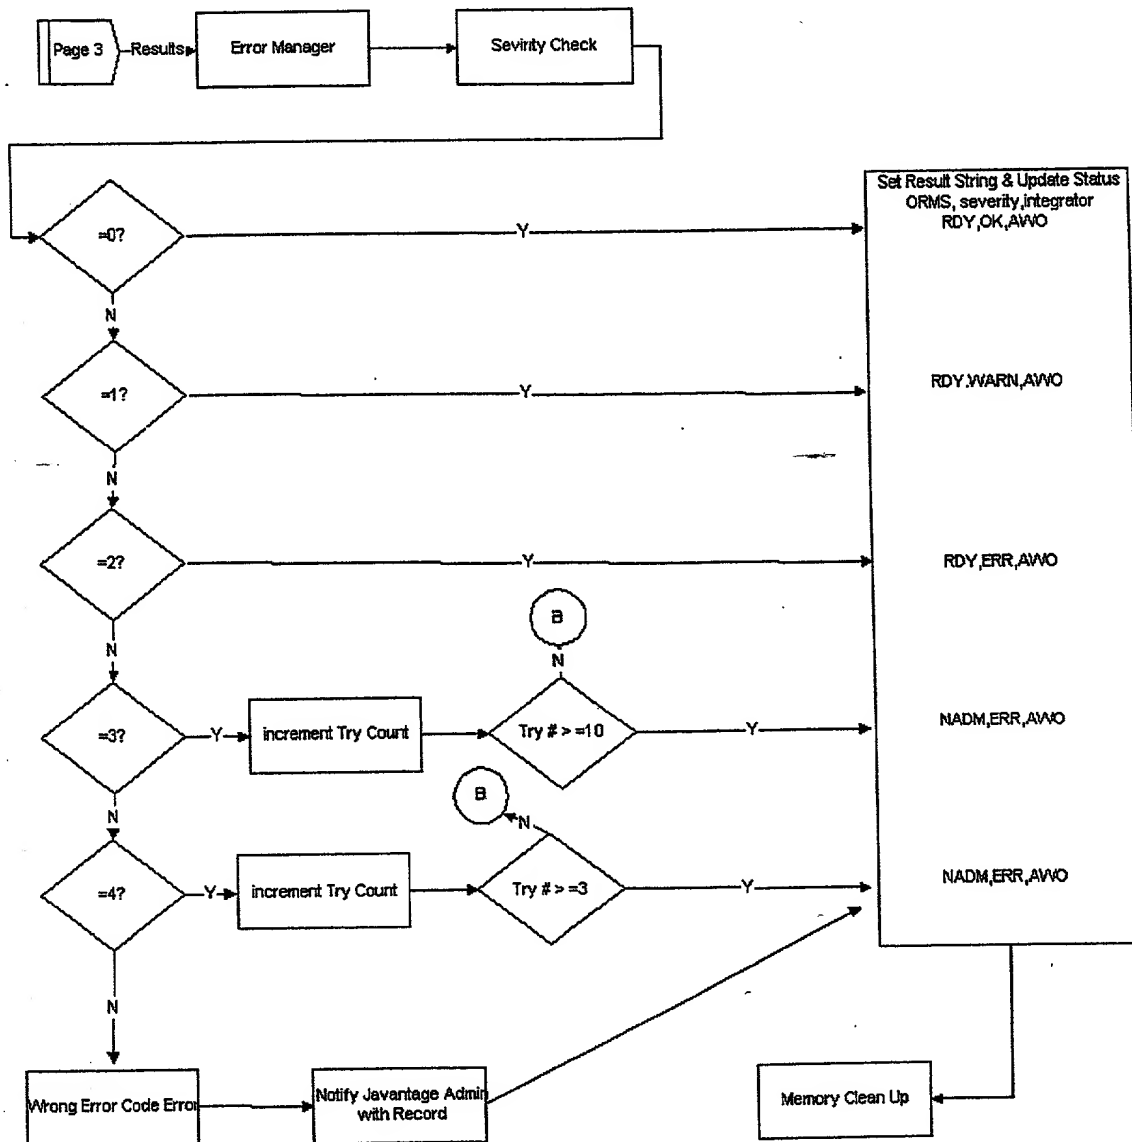 Page 3
Results
Error Manager
Sevirity Check
Set Result String & Update Status
ORMS, severity,integrator
RDY,OK,AWO
=0?
Y
N
=1?
Y
RDY.WARN,AWO
N
=2?
Y
RDY,ERR,AWO
B
N
N
=3?
Y
increment Try Count
Try # > =10
Y
NADM,ERR,AWO
B
N
N
=4?
Y
increment Try Count
Try # > =3
Y
NADM,ERR,AWO
N
Wrong Error Code Error
Notify Javantage Admin
with Record
Memory Clean Up